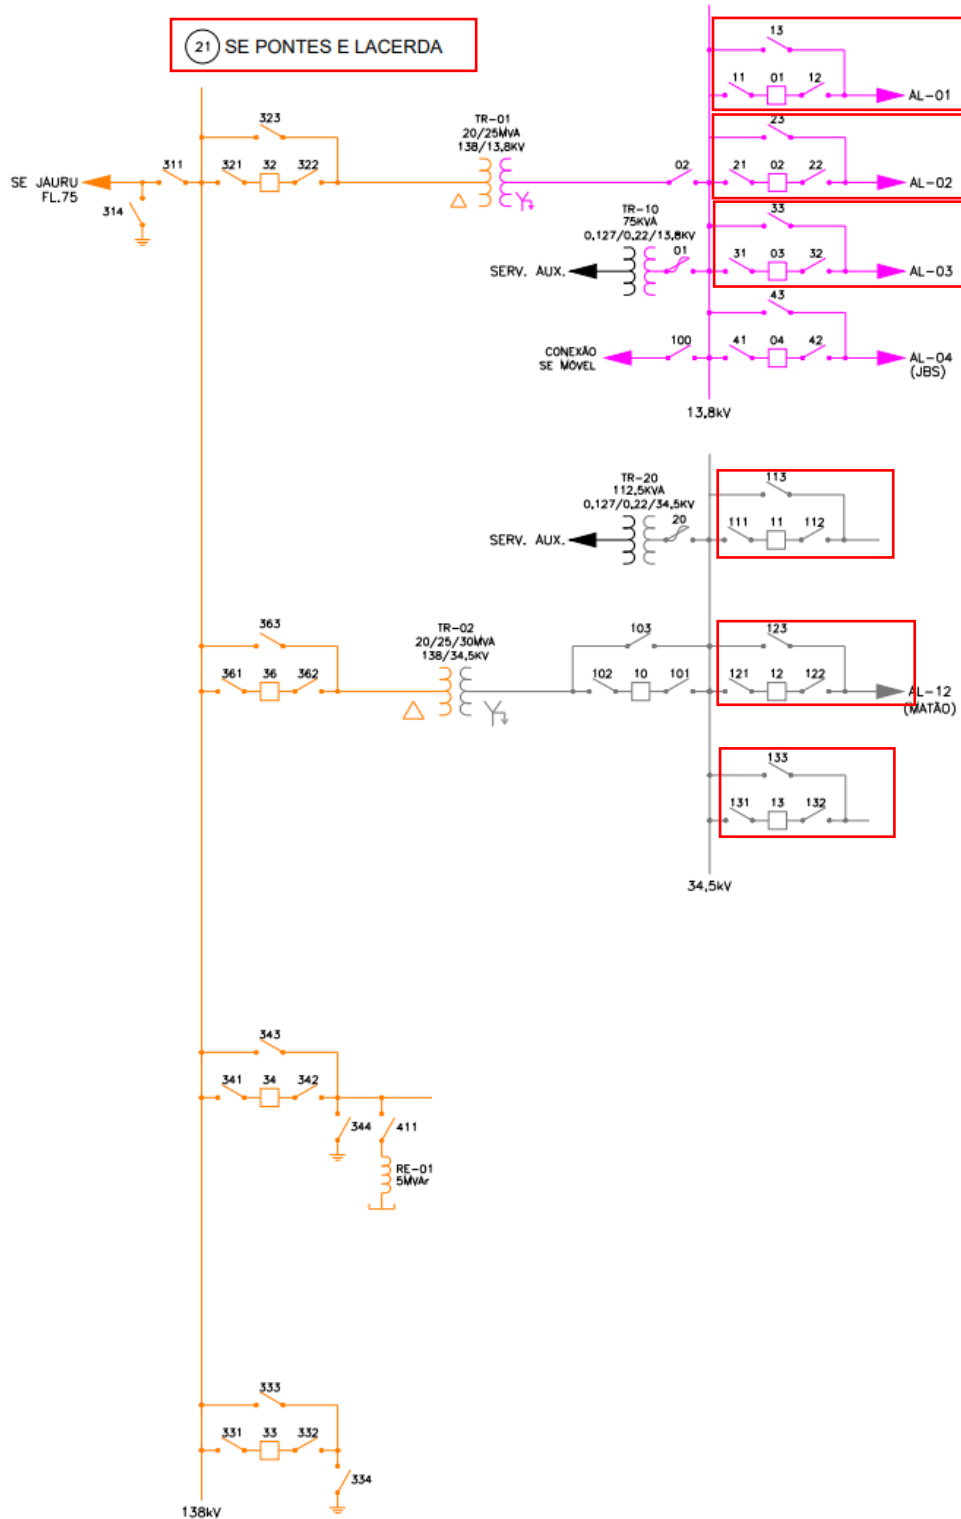 21 SE PONTES E LACERDA
13
11 01 12
AL-01
323
TR-01
20/25MVA
138/13,8KV
23
311 321 32 322
02
21 02 22
AL-02
SE JAURU
FL.75
314
TR-10
75KVA
0,127/0,22/13,8KV
33
01
31 03 32
SERV. AUX.
AL-03
43
CONEXÃO
SE MÓVEL
100
41 04 42
AL-04
(JBS)
13,8kV
TR-20
112,5KVA
0,127/0,22/34,5KV
113
20
111 11 112
SERV. AUX.
363
TR-02
20/25/30MVA
138/34,5KV
103
123
361 36 362
102 10 101
121 12 122
AL-12
(MATÃO)
133
131 13 132
34,5kV
343
341 34 342
344
411
RE-01
5MVAr
333
331 33 332
334
138kV